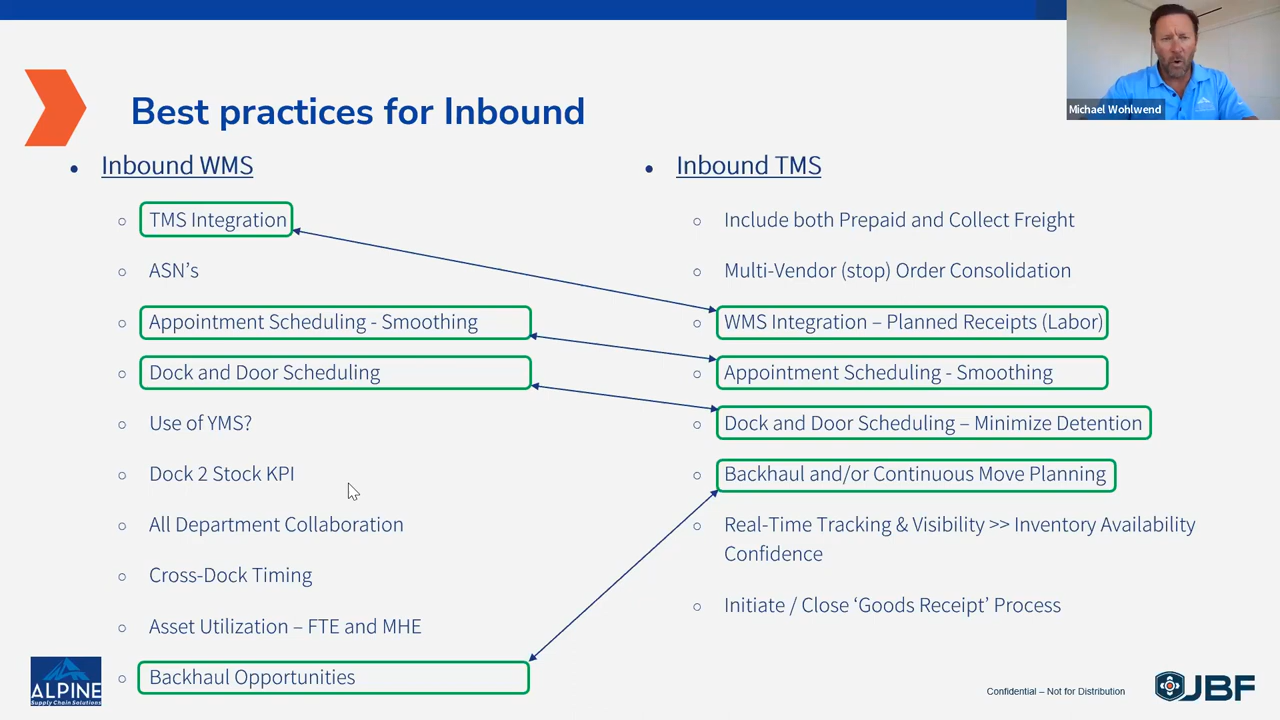 Michael Wohlwend
Best practices for Inbound
Inbound WMS
TMS Integration
ASN’s
Appointment Scheduling - Smoothing
Dock and Door Scheduling
Use of YMS?
Dock 2 Stock KPI
All Department Collaboration
Cross-Dock Timing
Asset Utilization – FTE and MHE
Backhaul Opportunities
Inbound TMS
Include both Prepaid and Collect Freight
Multi-Vendor (stop) Order Consolidation
WMS Integration – Planned Receipts (Labor)
Appointment Scheduling - Smoothing
Dock and Door Scheduling – Minimize Detention
Backhaul and/or Continuous Move Planning
Real-Time Tracking & Visibility >> Inventory Availability
Confidence
Initiate / Close ‘Goods Receipt’ Process
ALPINE
Supply Chain Solutions
Confidential – Not for Distribution
JBF